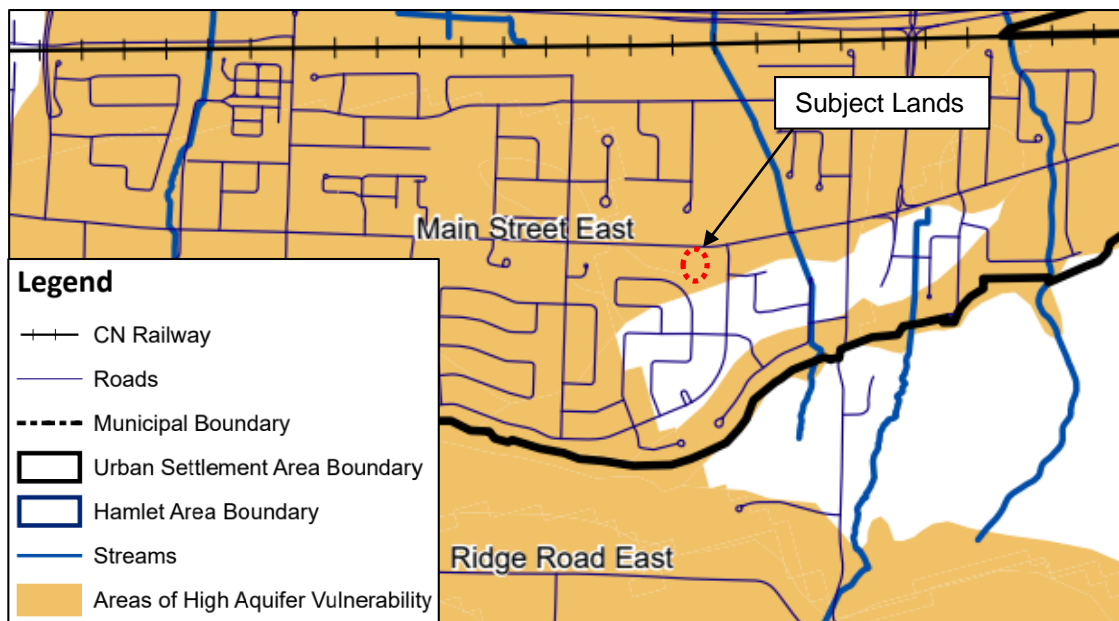 Subject Lands
Main Street East
Legend
CN Railway
Roads
Municipal Boundary
Urban Settlement Area Boundary
Hamlet Area Boundary
Streams
Areas of High Aquifer Vulnerability
Ridge Road East